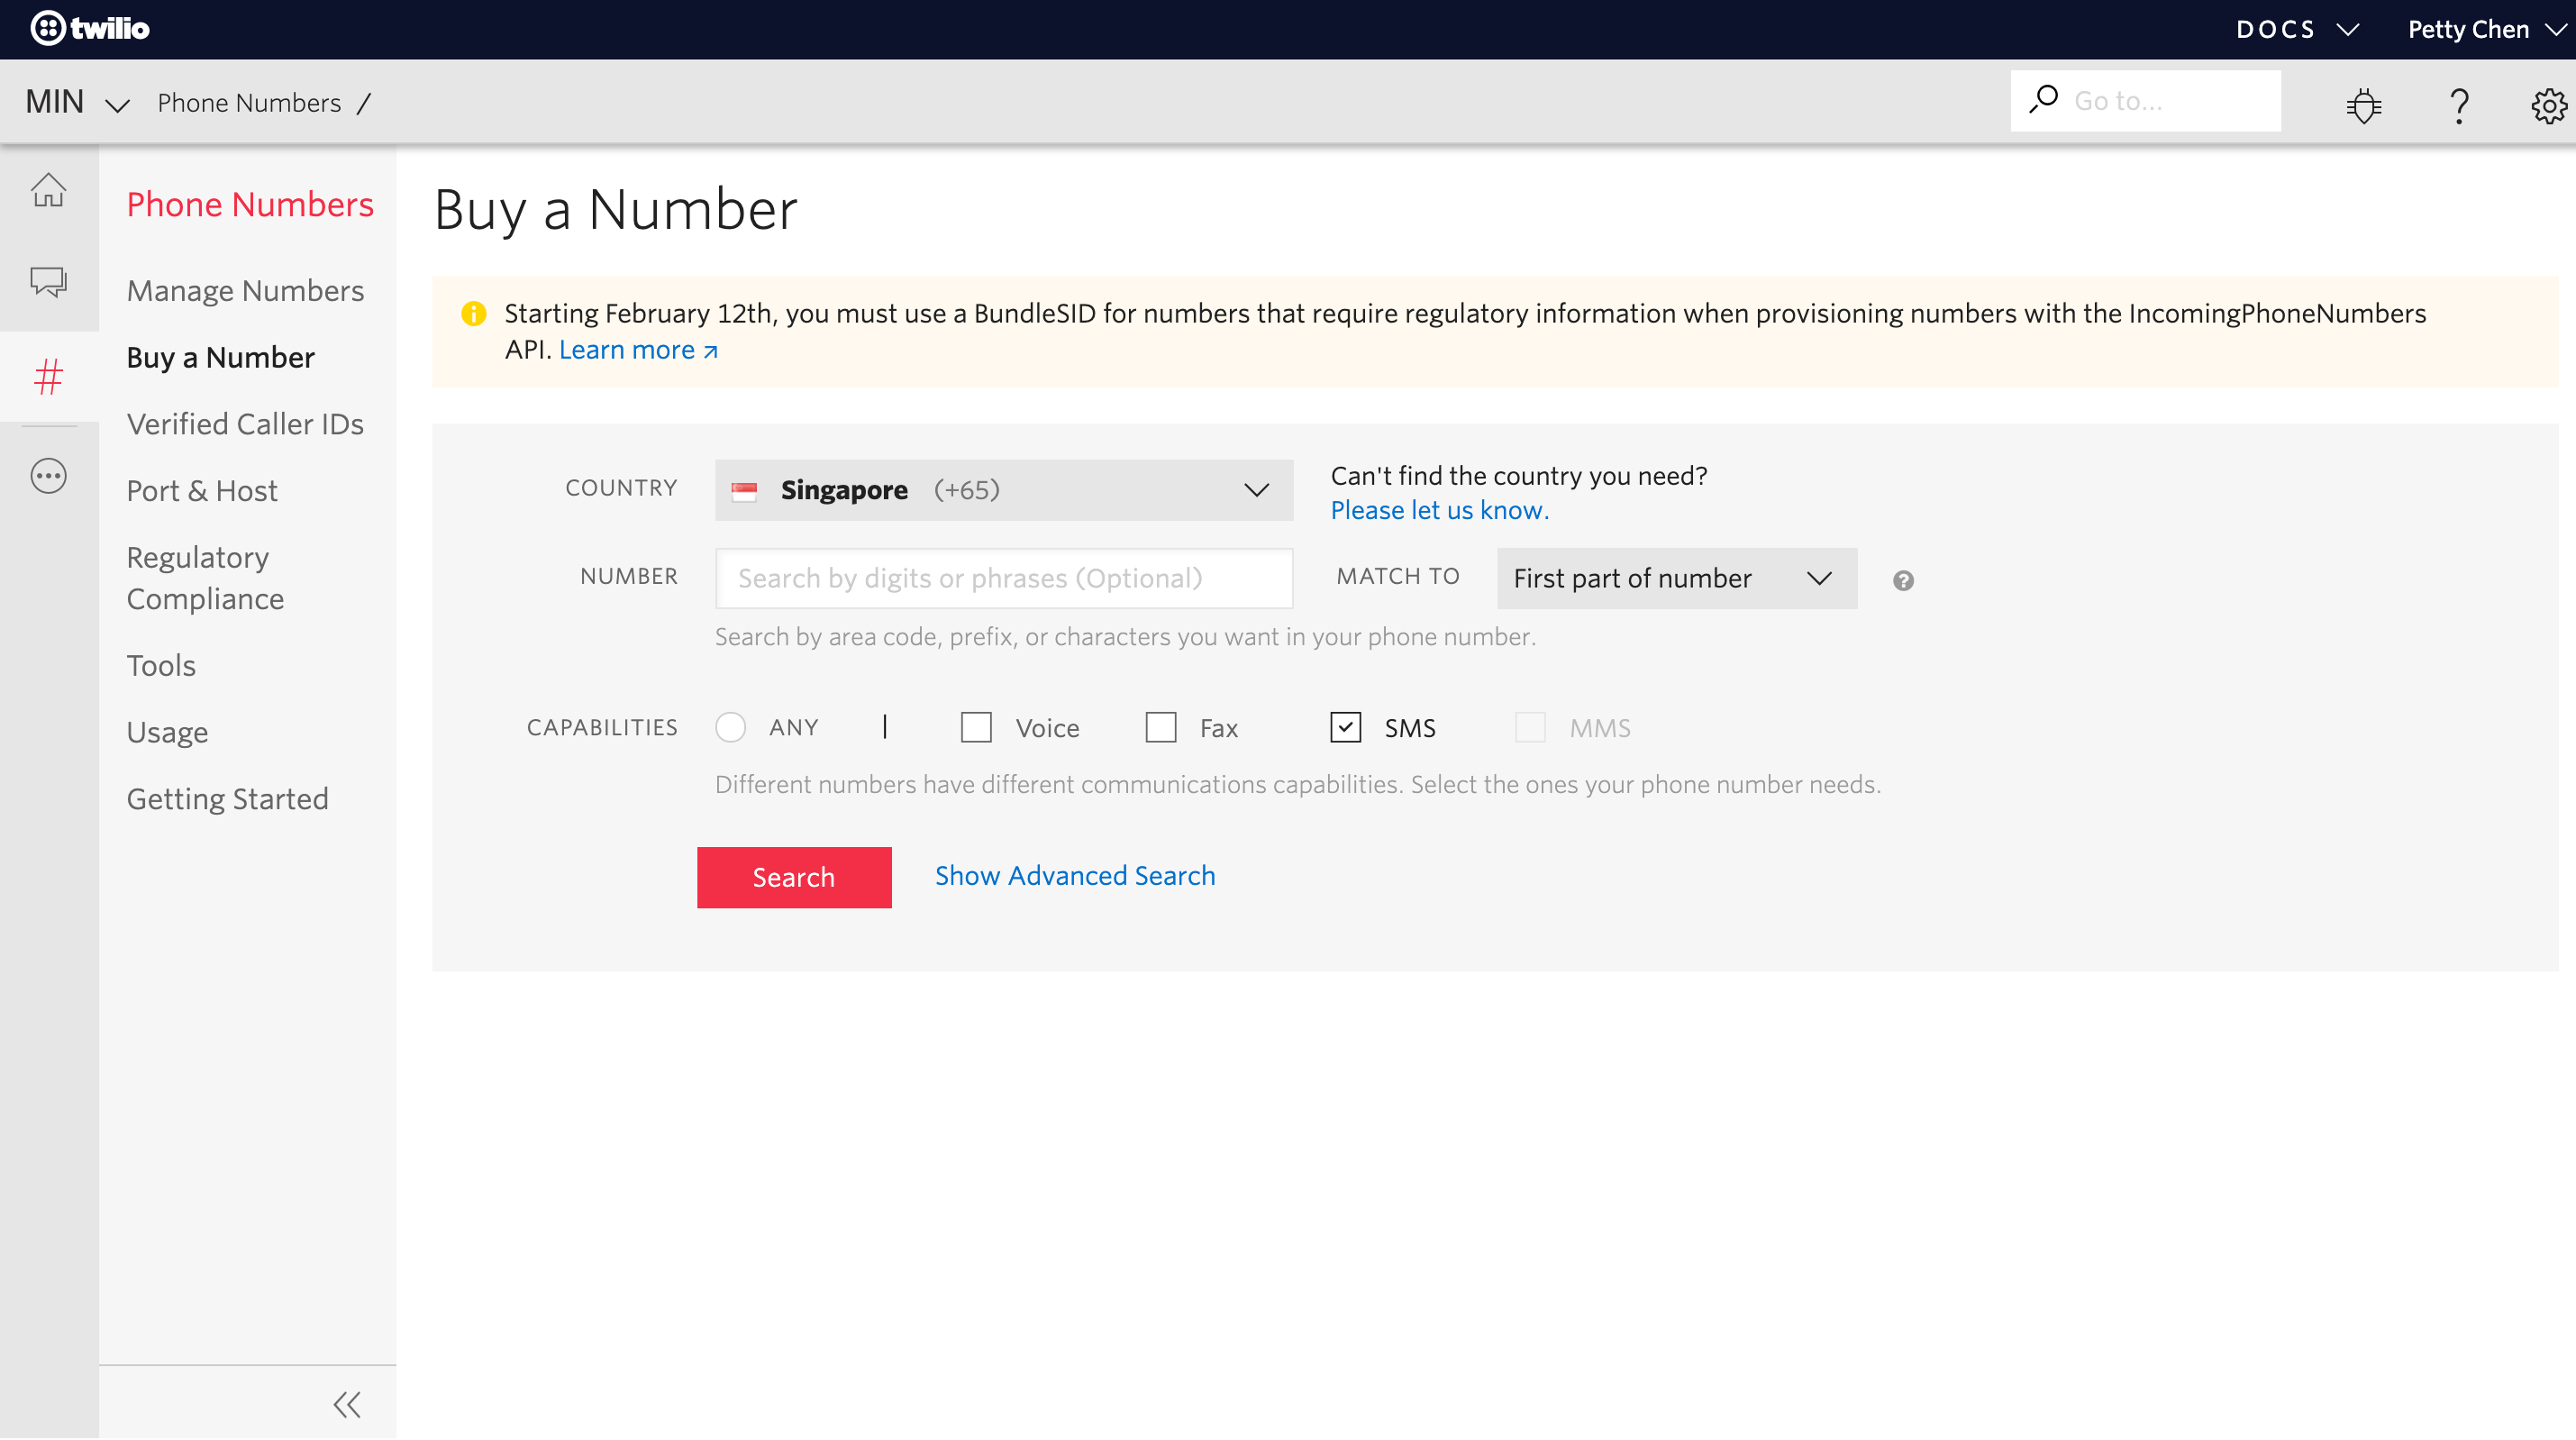 twilio
DOCS
Petty Chen
MIN
Phone Numbers /
Go to...
Phone Numbers
Manage Numbers
Buy a Number
Verified Caller IDs
Port & Host
Regulatory
Compliance
Tools
Usage
Getting Started
Buy a Number
Starting February 12th, you must use a BundleSID for numbers that require regulatory information when provisioning numbers with the IncomingPhoneNumbers
API. Learn more
COUNTRY
Singapore (+65)
Can't find the country you need?
Please let us know.
NUMBER
Search by digits or phrases (Optional)
MATCH TO
First part of number
Search by area code, prefix, or characters you want in your phone number.
CAPABILITIES
ANY | Voice Fax SMS MMS
Different numbers have different communications capabilities. Select the ones your phone number needs.
Search
Show Advanced Search